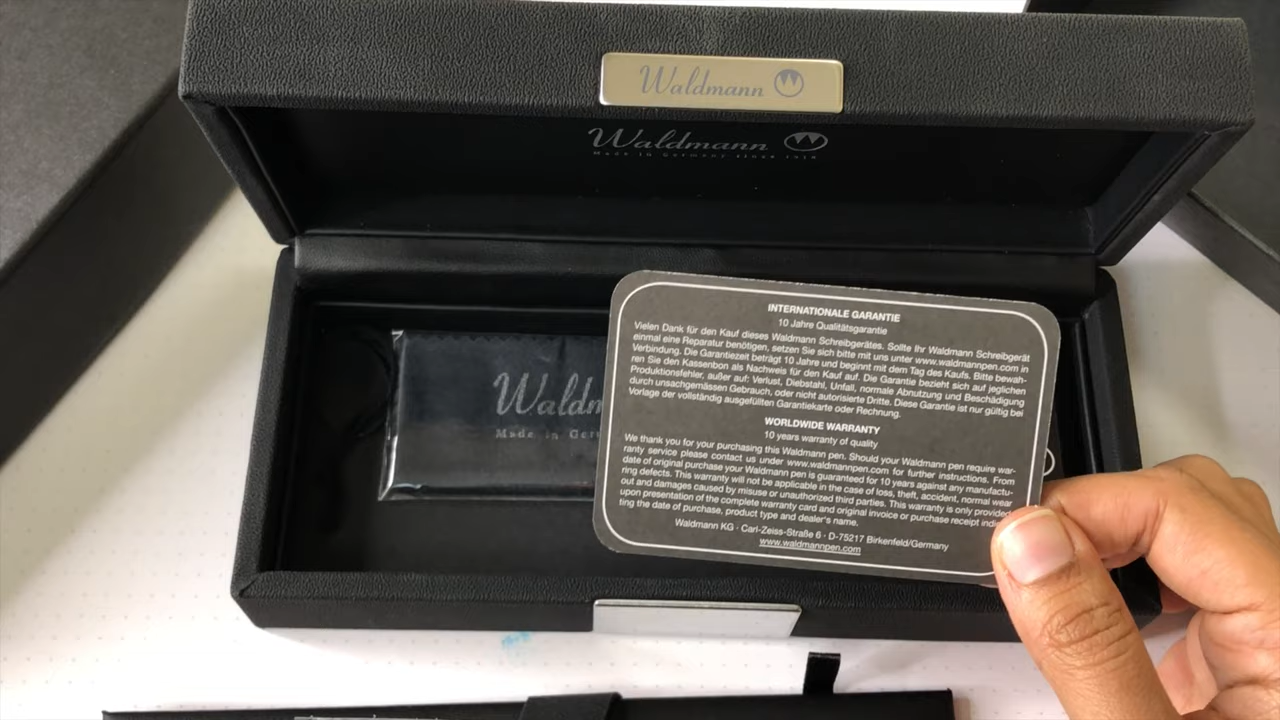 Waldmann
Waldmann
Made in Germany since 1918
Waldm
Made in Ger
INTERNATIONALE GARANTIE
10 Jahre Qualitätsgarantie
Vielen Dank für den Kauf dieses Waldmann Schreibgerätes. Sollte Ihr Waldmann Schreibgerät
einmal eine Reparatur benötigen, setzen Sie sich bitte mit uns unter www.waldmannpen.com in
Verbindung. Die Garantiezeit beträgt 10 Jahre und beginnt mit dem Tag des Kaufs. Bitte bewah-
ren Sie den Kassenbon als Nachweis für den Kauf auf. Die Garantie bezieht sich auf jeglichen
Produktionsfehler, außer auf: Verlust, Diebstahl, Unfall, normale Abnutzung und Beschädigung
durch unsachgemässen Gebrauch, oder nicht autorisierte Dritte. Diese Garantie ist nur gültig bei
Vorlage der vollständig ausgefüllten Garantiekarte oder Rechnung.
WORLDWIDE WARRANTY
10 years warranty of quality
We thank you for your purchasing this Waldmann pen. Should your Waldmann pen require war-
ranty service please contact us under www.waldmannpen.com for further instructions. From
date of original purchase your Waldmann pen is guaranteed for 10 years against any manufactu-
ring defects. This warranty will not be applicable in the case of loss, theft, accident, normal wear
out and damages caused by misuse or unauthorized third parties. This warranty is only provided
upon presentation of the complete warranty card and original invoice or purchase receipt indica-
ting the date of purchase, product type and dealer's name.
Waldmann KG · Carl-Zeiss-Straße 6 · D-75217 Birkenfeld/Germany
www.waldmannpen.com